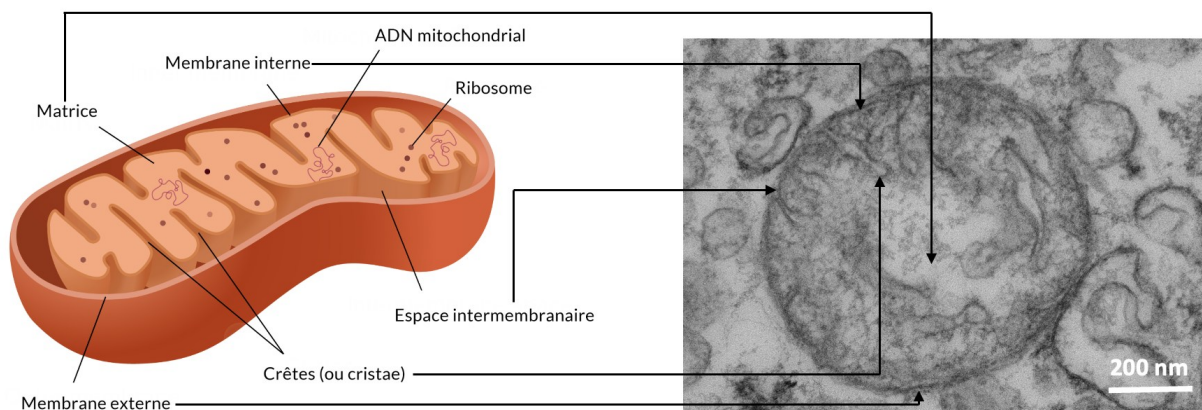 ADN mitochondrial
Membrane interne
Ribosome
Matrice
Espace intermembranaire
200 nm
Crêtes (ou cristae)
Membrane externe